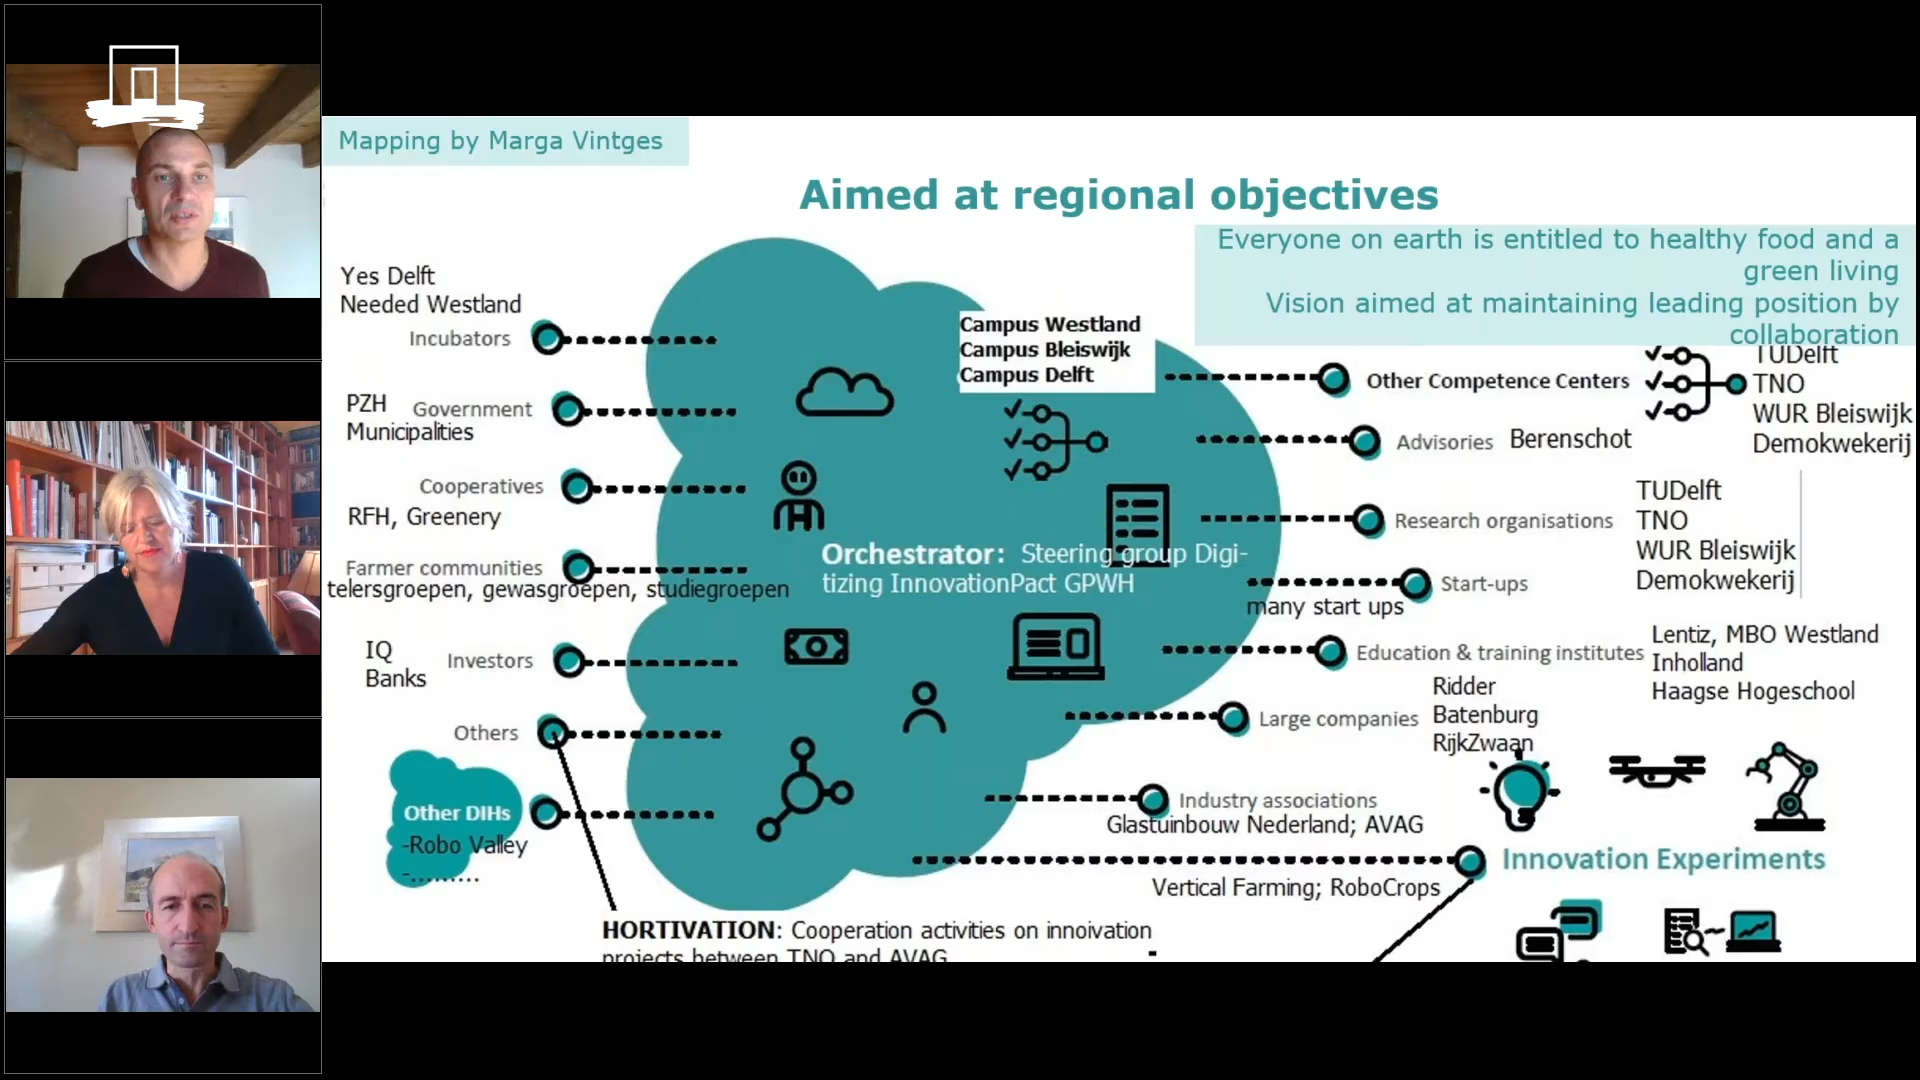 Mapping by Marga Vintges
Aimed at regional objectives
Everyone on earth is entitled to healthy food and a
green living
Vision aimed at maintaining leading position by
collaboration
Yes Delft
Needed Westland
Incubators
PZH Government
Municipalities
Cooperatives
RFH, Greenery
Farmer communities
telersgroepen, gewasgroepen, studiegroepen
IQ
Banks
Investors
Others
Other DIHs
-Robo Valley
-.........
Campus Westland
Campus Bleiswijk
Campus Delft
Orchestrator: Steering group Digi-
tizing InnovationPact GPWH
Other Competence Centers
TUDelft
TNO
WUR Bleiswijk
Demokwekerij
Advisories Berenschot
Research organisations
TUDelft
TNO
WUR Bleiswijk
Demokwekerij
Start-ups
many start ups
Education & training institutes
Lentiz, MBO Westland
Inholland
Haagse Hogeschool
Large companies
Ridder
Batenburg
RijkZwaan
Industry associations
Glastuinbouw Nederland; AVAG
Innovation Experiments
Vertical Farming; RoboCrops
HORTIVATION: Cooperation activities on innoivation
projects between TNO and AVAG